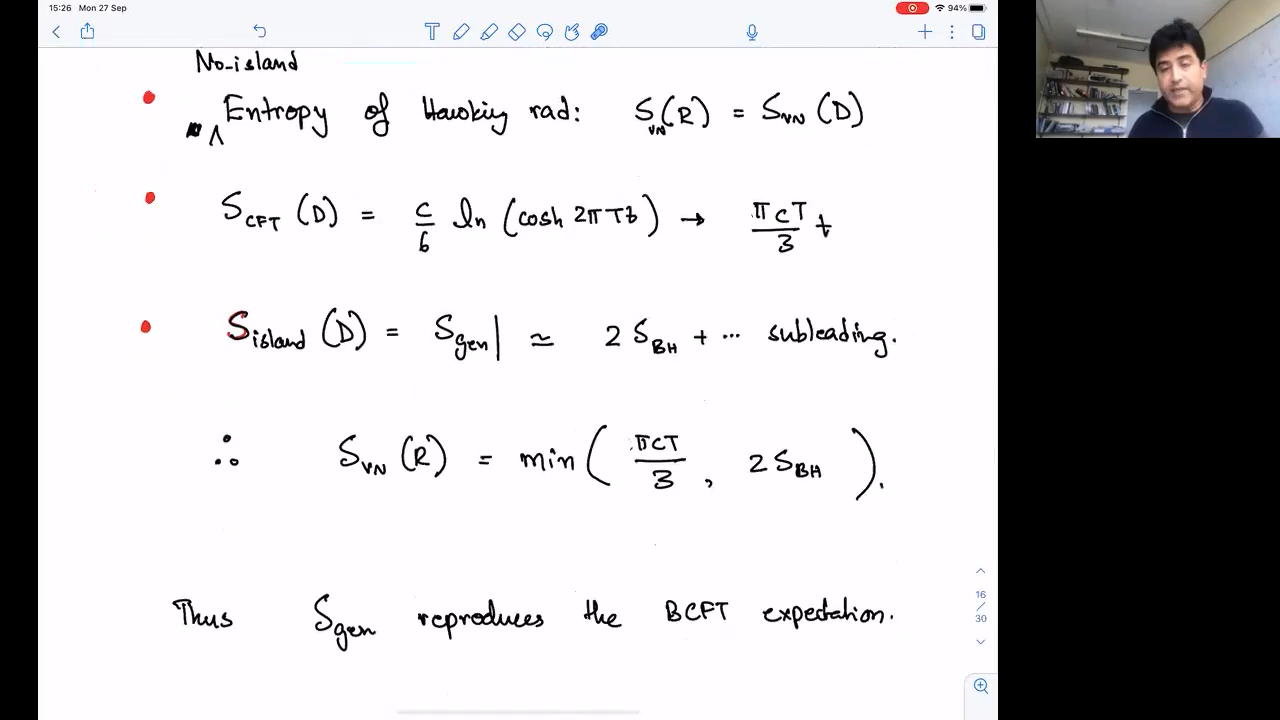 15:26 Mon 27 Sep
94%
No-island
Entropy of Hawking rad: S_VN(R) = S_VN(D)
S_CFT(D) = c/6 ln(cosh 2πTt) → πcT/3 t
S_island(D) = S_gen| ≃ 2 S_BH + ··· subleading.
∴ S_VN(R) = min(πcT/3, 2 S_BH).
Thus S_gen reproduces the BCFT expectation.
16
/
30